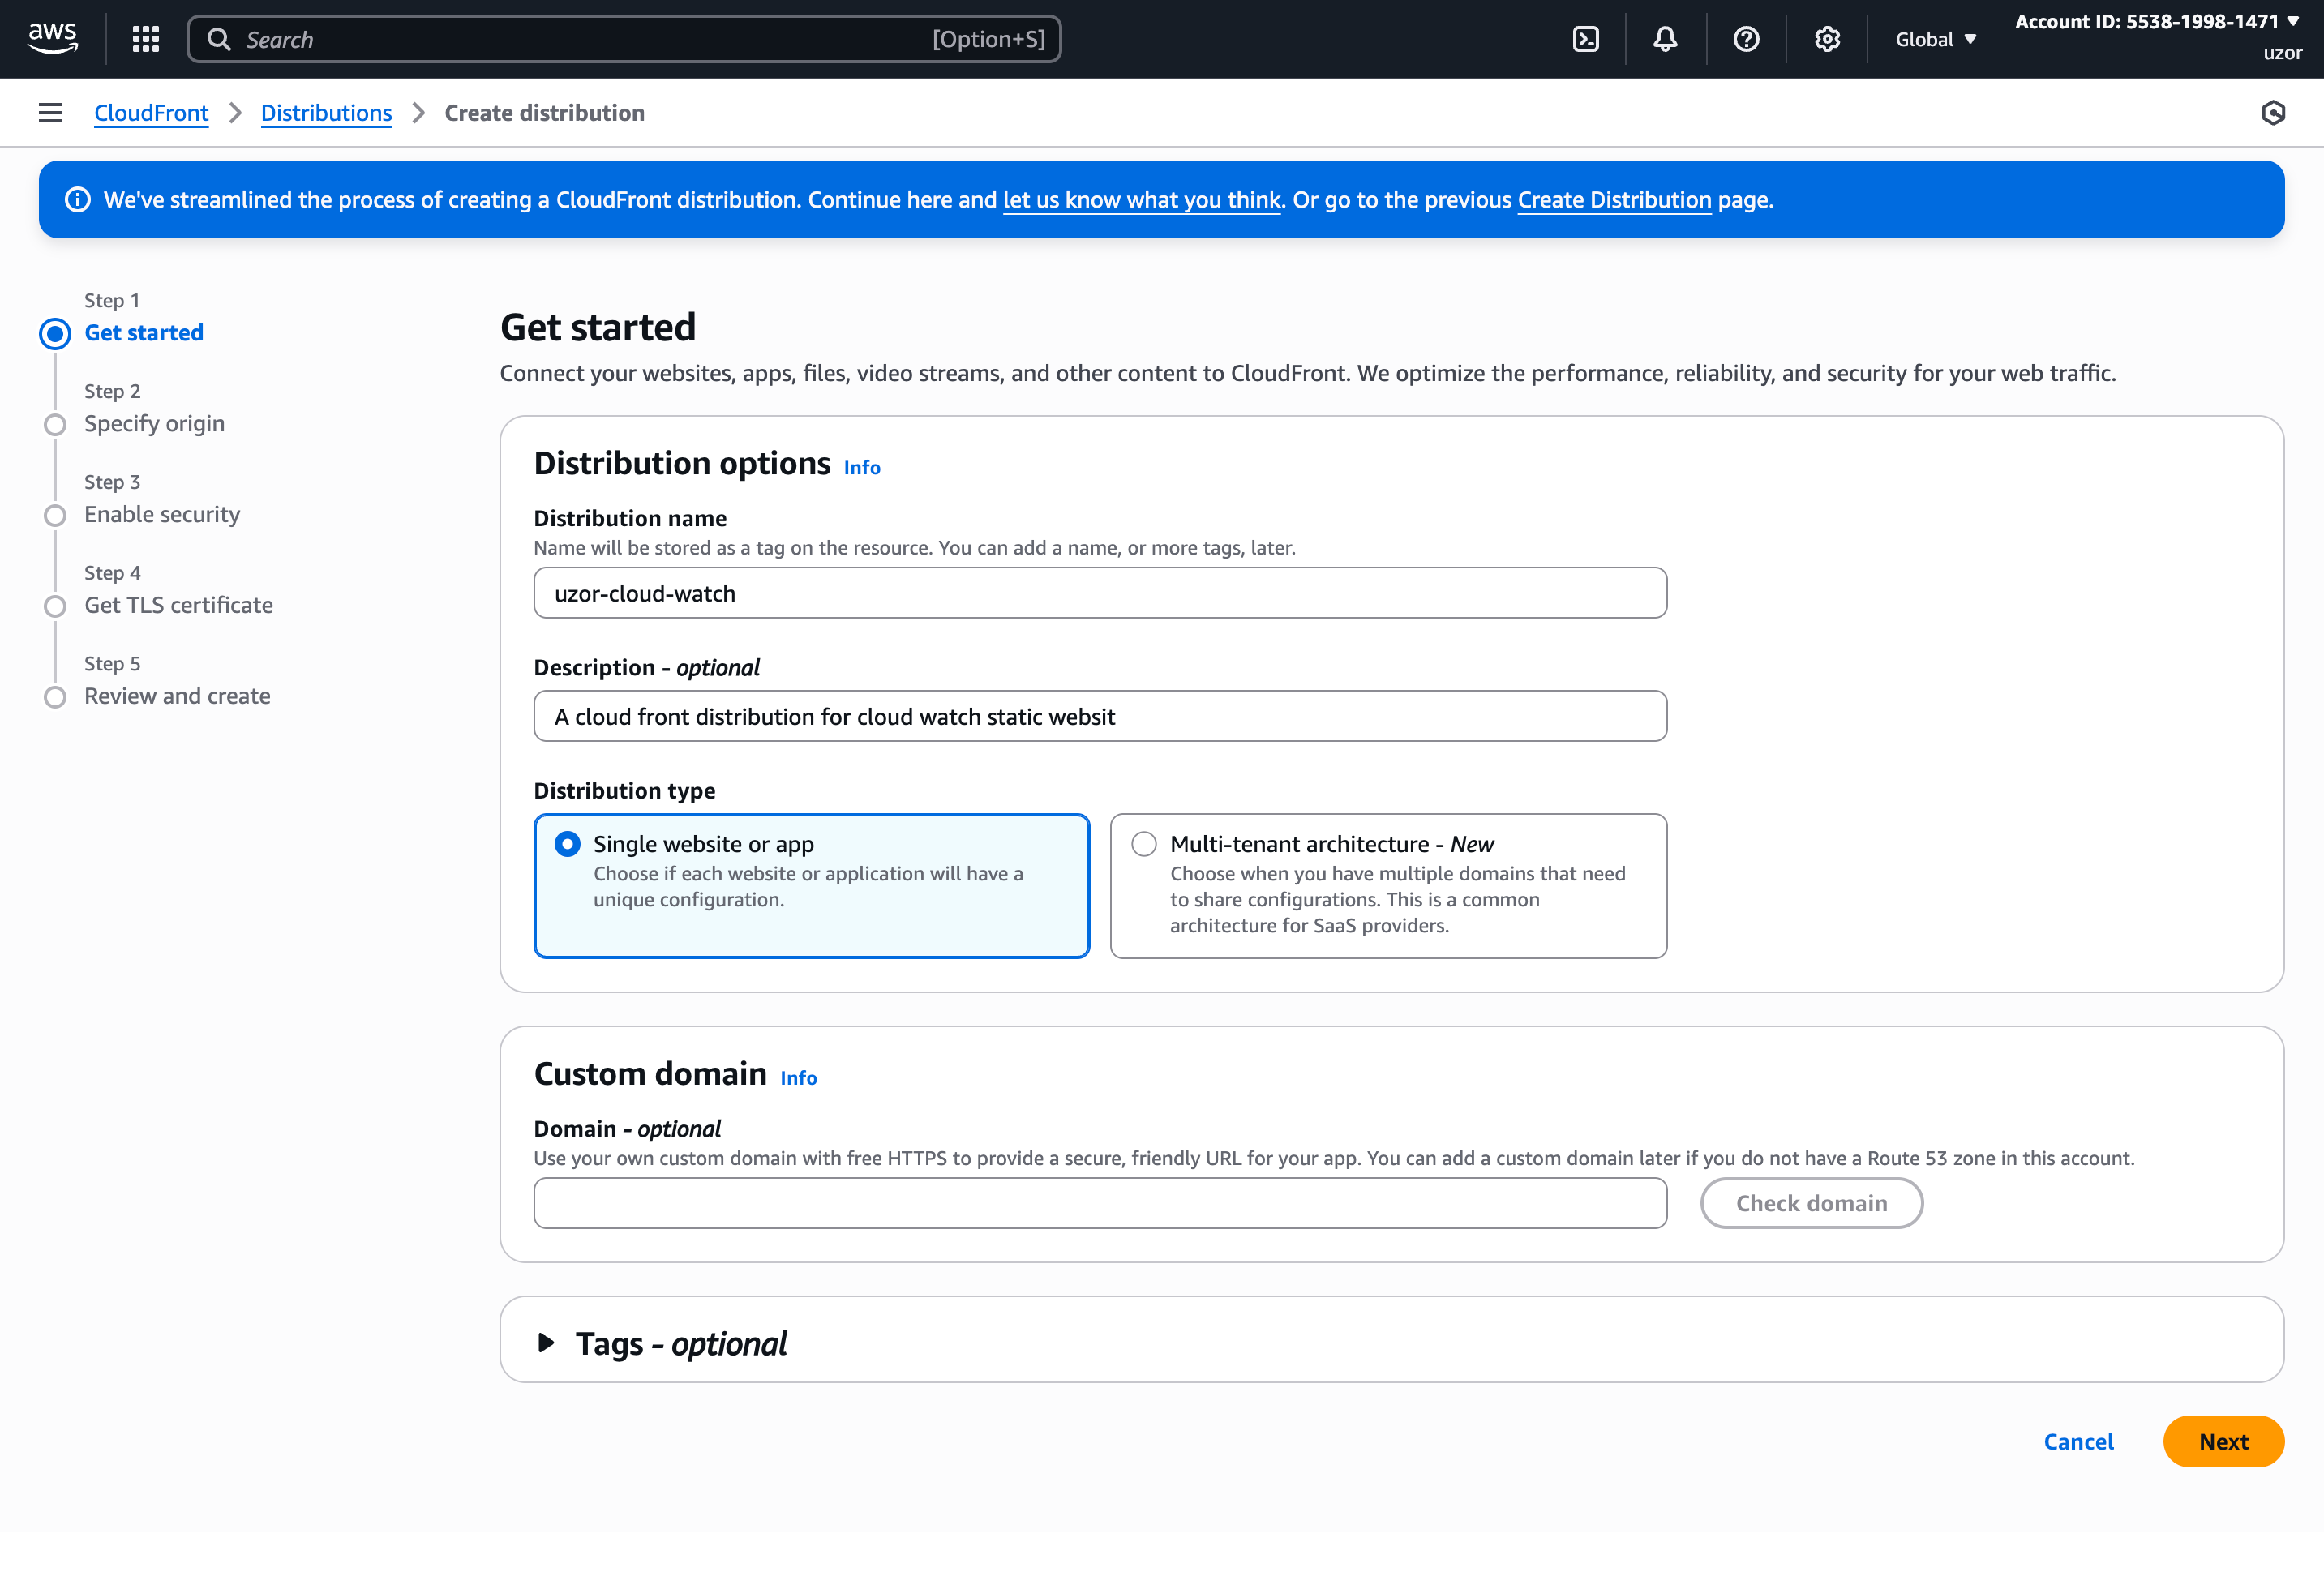 aws
Search
[Option+S]
Global
Account ID: 5538-1998-1471
uzor
CloudFront
Distributions
Create distribution
We've streamlined the process of creating a CloudFront distribution. Continue here and let us know what you think. Or go to the previous Create Distribution page.
Step 1
Get started
Step 2
Specify origin
Step 3
Enable security
Step 4
Get TLS certificate
Step 5
Review and create
Get started
Connect your websites, apps, files, video streams, and other content to CloudFront. We optimize the performance, reliability, and security for your web traffic.
Distribution options Info
Distribution name
Name will be stored as a tag on the resource. You can add a name, or more tags, later.
uzor-cloud-watch
Description - optional
A cloud front distribution for cloud watch static websit
Distribution type
Single website or app
Choose if each website or application will have a
unique configuration.
Multi-tenant architecture - New
Choose when you have multiple domains that need
to share configurations. This is a common
architecture for SaaS providers.
Custom domain Info
Domain - optional
Use your own custom domain with free HTTPS to provide a secure, friendly URL for your app. You can add a custom domain later if you do not have a Route 53 zone in this account.
Check domain
Tags - optional
Cancel
Next